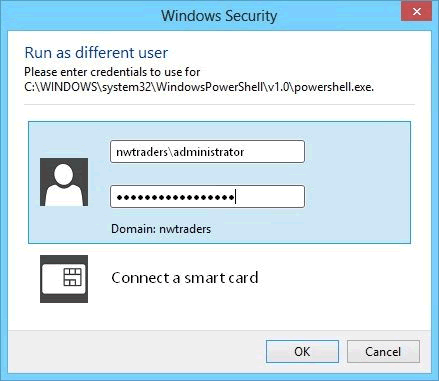 Windows Security
Run as different user
Please enter credentials to use for
C:\WINDOWS\system32\WindowsPowerShell\v1.0\powershell.exe.
nwtraders\administrator
•••••••••••••••••
Domain: nwtraders
Connect a smart card
OK
Cancel